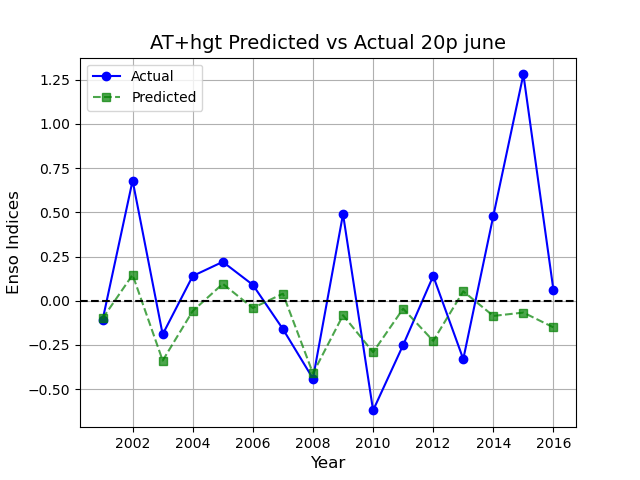 AT+hgt Predicted vs Actual 20p june
Actual
Predicted
1.25
1.00
0.75
0.50
0.25
0.00
−0.25
−0.50
Enso Indices
2002 2004 2006 2008 2010 2012 2014 2016
Year